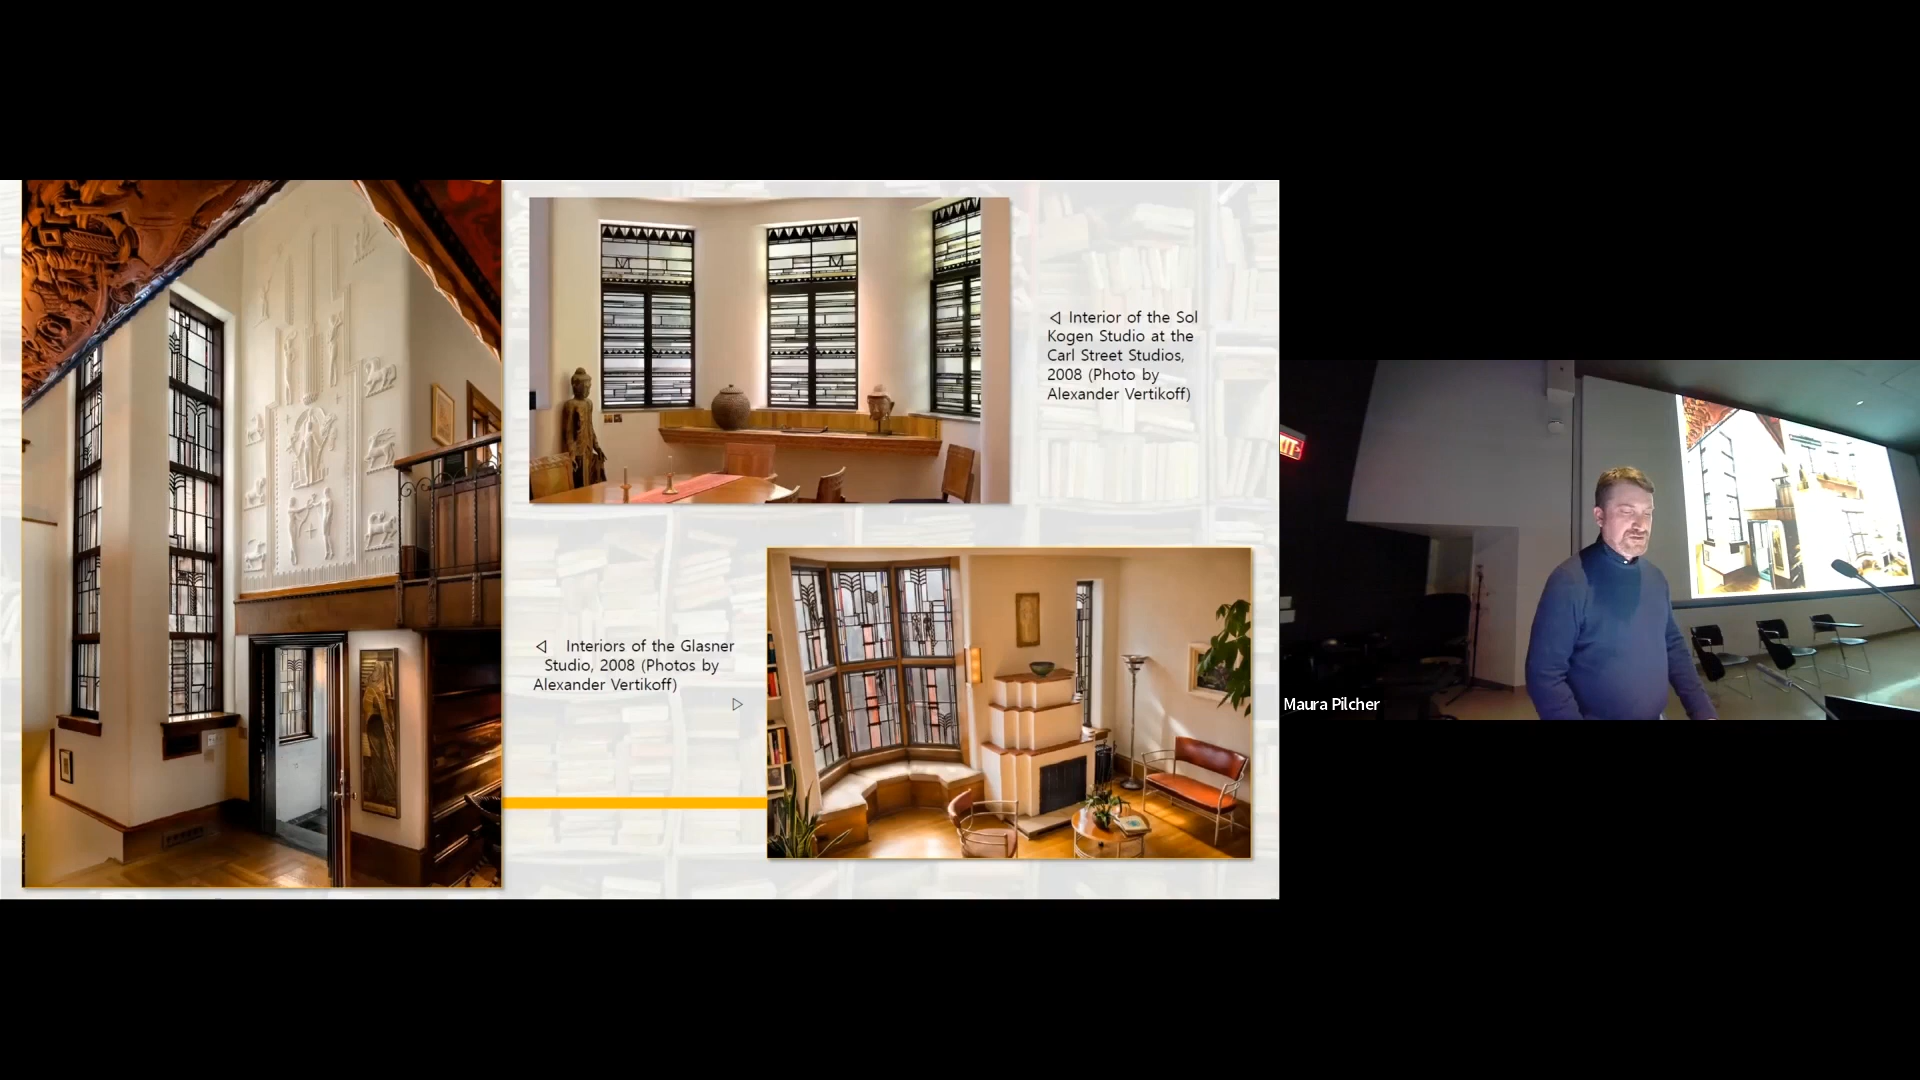 ◁ Interior of the Sol
Kogen Studio at the
Carl Street Studios,
2008 (Photo by
Alexander Vertikoff)
◁ Interiors of the Glasner
Studio, 2008 (Photos by
Alexander Vertikoff)
▷
Maura Pilcher